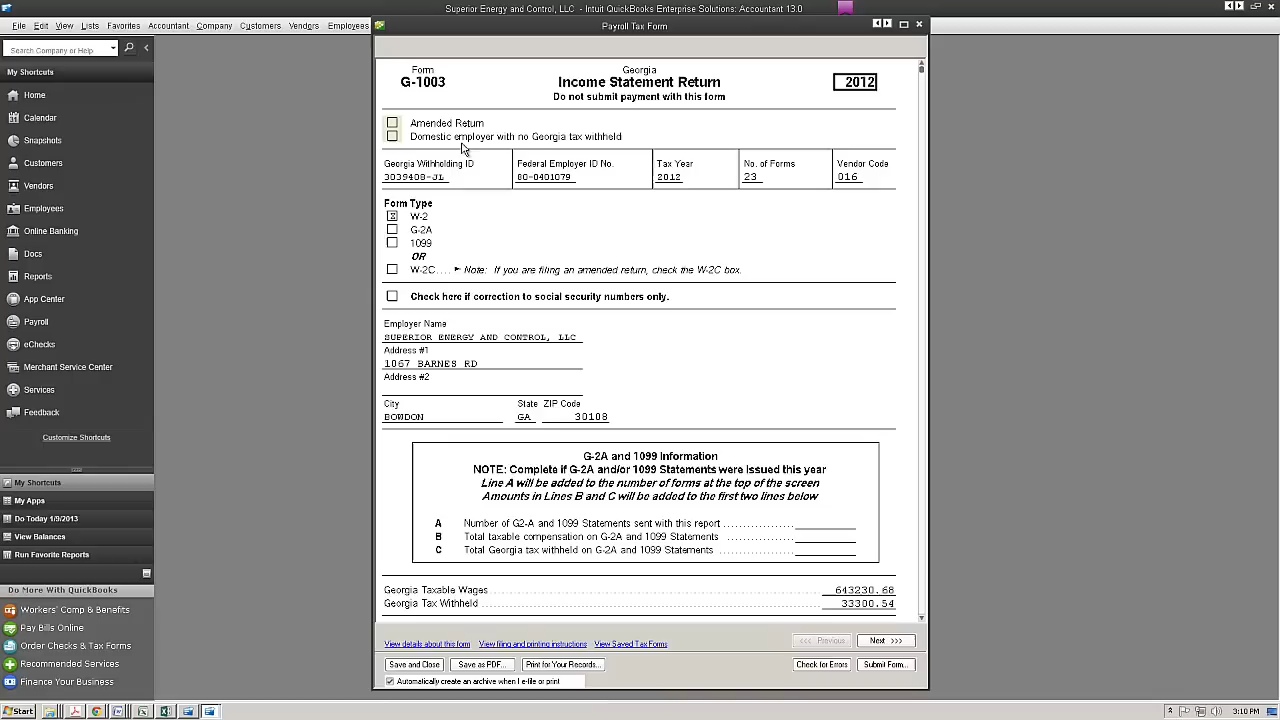 Superior Energy and Control, LLC - Intuit QuickBooks Enterprise Solutions: Accountant 13.0
File Edit View Lists Favorites Accountant Company Customers Vendors Employees
Payroll Tax Form
Search Company or Help
My Shortcuts
Home
Calendar
Snapshots
Customers
Vendors
Employees
Online Banking
Docs
Reports
App Center
Payroll
eChecks
Merchant Service Center
Services
Feedback
Customize Shortcuts
My Shortcuts
My Apps
Do Today 1/9/2013
View Balances
Run Favorite Reports
Do More With QuickBooks
Workers' Comp & Benefits
Pay Bills Online
Order Checks & Tax Forms
Recommended Services
Finance Your Business
Form Georgia
G-1003 Income Statement Return 2012
Do not submit payment with this form
Amended Return
Domestic employer with no Georgia tax withheld
Georgia Withholding ID Federal Employer ID No. Tax Year No. of Forms Vendor Code
3039408-JL 80-0401079 2012 23 016
Form Type
W-2
G-2A
1099
OR
W-2C.... ► Note: If you are filing an amended return, check the W-2C box.
Check here if correction to social security numbers only.
Employer Name
SUPERIOR ENERGY AND CONTROL, LLC
Address #1
1067 BARNES RD
Address #2
City State ZIP Code
BOWDON GA 30108
G-2A and 1099 Information
NOTE: Complete if G-2A and/or 1099 Statements were issued this year
Line A will be added to the number of forms at the top of the screen
Amounts in Lines B and C will be added to the first two lines below
A Number of G2-A and 1099 Statements sent with this report
B Total taxable compensation on G-2A and 1099 Statements
C Total Georgia tax withheld on G-2A and 1099 Statements
Georgia Taxable Wages 643230.68
Georgia Tax Withheld 33300.54
View details about this form View filing and printing instructions View Saved Tax Forms
<<< Previous Next >>>
Save and Close Save as PDF... Print for Your Records... Check for Errors Submit Form...
Automatically create an archive when I e-file or print
Start 3:10 PM